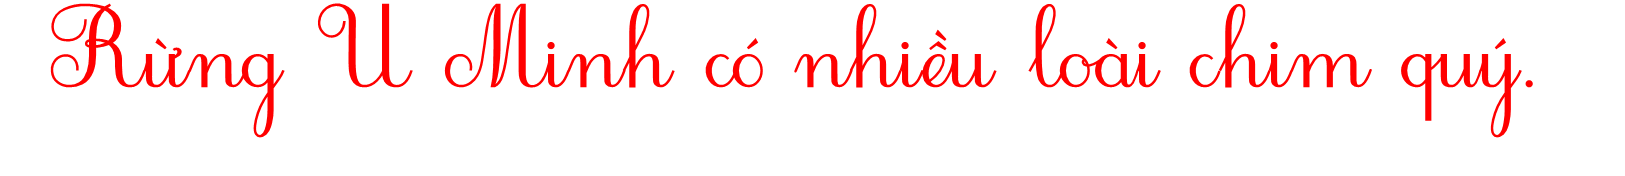 Rừng U Minh có nhiều loài chim quý.